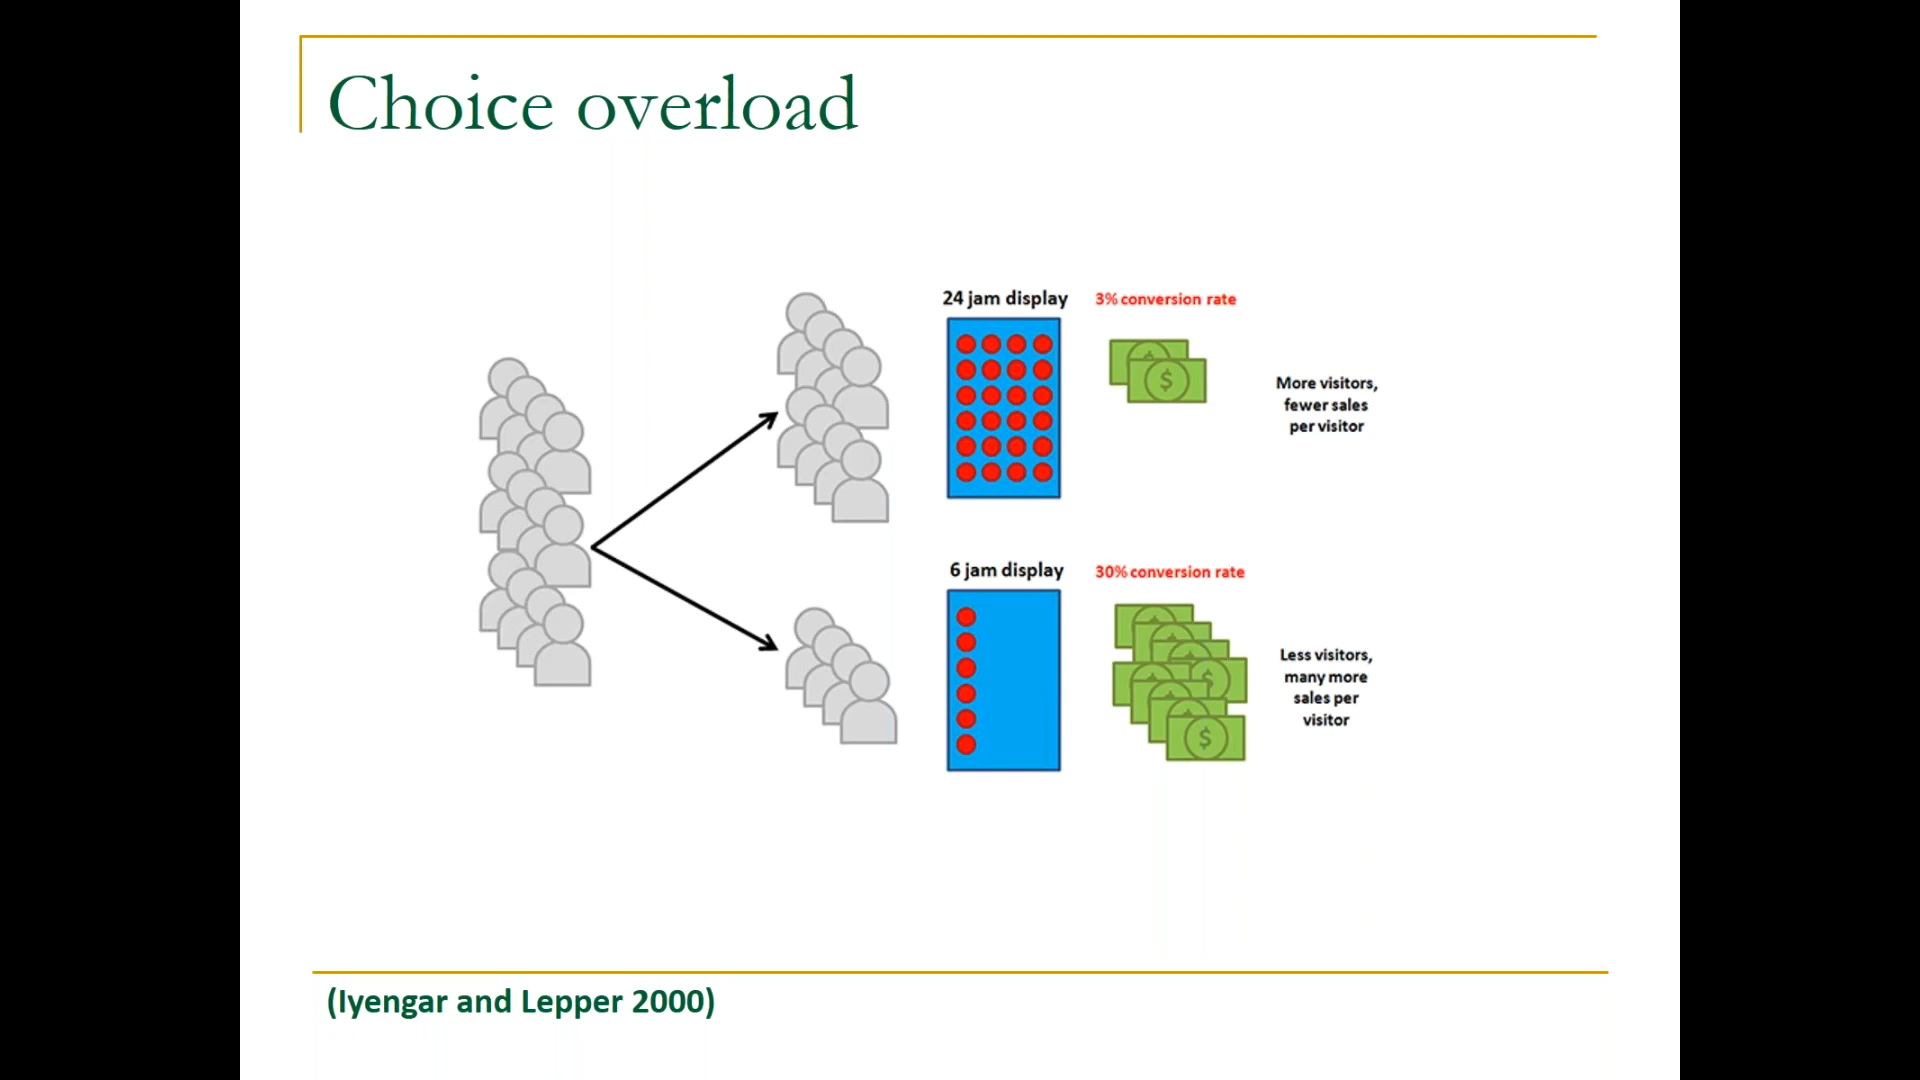 Choice overload
24 jam display
3% conversion rate
$
$
More visitors,
fewer sales
per visitor
6 jam display
30% conversion rate
$
$
Less visitors,
many more
sales per
visitor
(Iyengar and Lepper 2000)